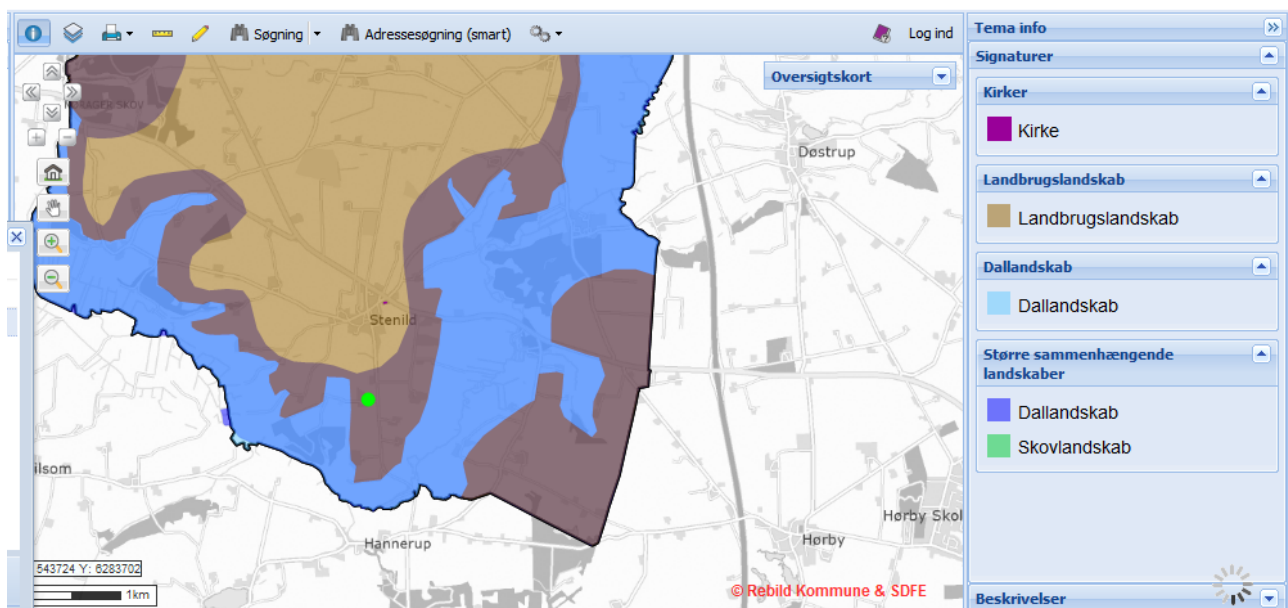 Søgning
Adressesøgning (smart)
Log ind
Oversigtskort
SKOV
Døstrup
Stenild
ilsom
Hannerup
Hørby
Hørby Skol
543724 Y: 6283702
1km
© Rebild Kommune & SDFE
Tema info
Signaturer
Kirker
Kirke
Landbrugslandskab
Landbrugslandskab
Dallandskab
Dallandskab
Større sammenhængende
landskaber
Dallandskab
Skovlandskab
Beskrivelser